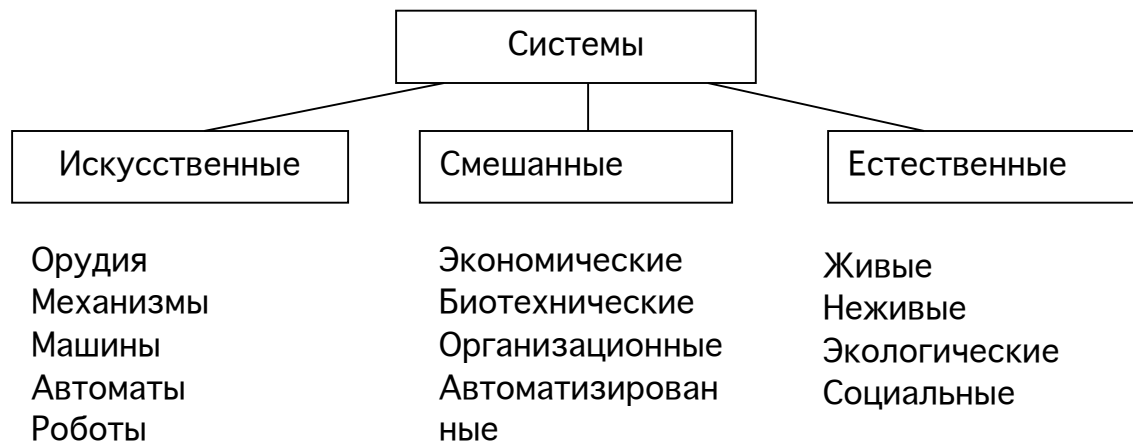 Системы
Искусственные
Смешанные
Естественные
Орудия
Механизмы
Машины
Автоматы
Роботы
Экономические
Биотехнические
Организационные
Автоматизирован
ные
Живые
Неживые
Экологические
Социальные